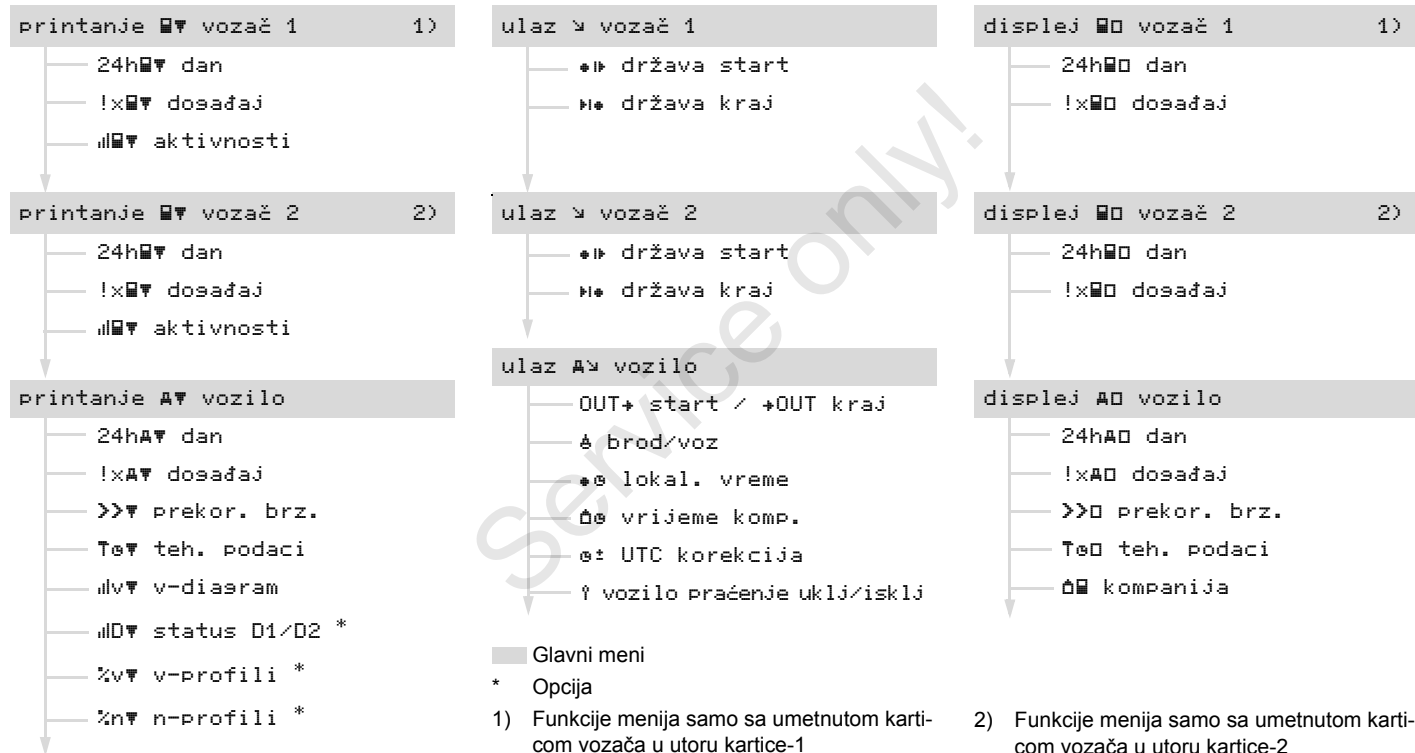 printanje vozač 1 1)
24h dan
!x događaj
aktivnosti
printanje vozač 2 2)
24h dan
!x događaj
aktivnosti
printanje vozilo
24h dan
!x događaj
>> prekor. brz.
teh. podaci
v v-diagram
D status D1/D2 *
%v v-profili *
%n n-profili *
ulaz vozač 1
država start
država kraj
ulaz vozač 2
država start
država kraj
ulaz vozilo
OUT→ start / →OUT kraj
brod/voz
lokal. vreme
vrijeme komp.
UTC korekcija
vozilo praćenje uklj/isklj
Glavni meni
* Opcija
1) Funkcije menija samo sa umetnutom karti-
com vozača u utoru kartice-1
displej vozač 1 1)
24h dan
!x događaj
displej vozač 2 2)
24h dan
!x događaj
displej vozilo
24h dan
!x događaj
>> prekor. brz.
teh. podaci
kompanija
2) Funkcije menija samo sa umetnutom karti-
com vozača u utoru kartice-2
Service only!